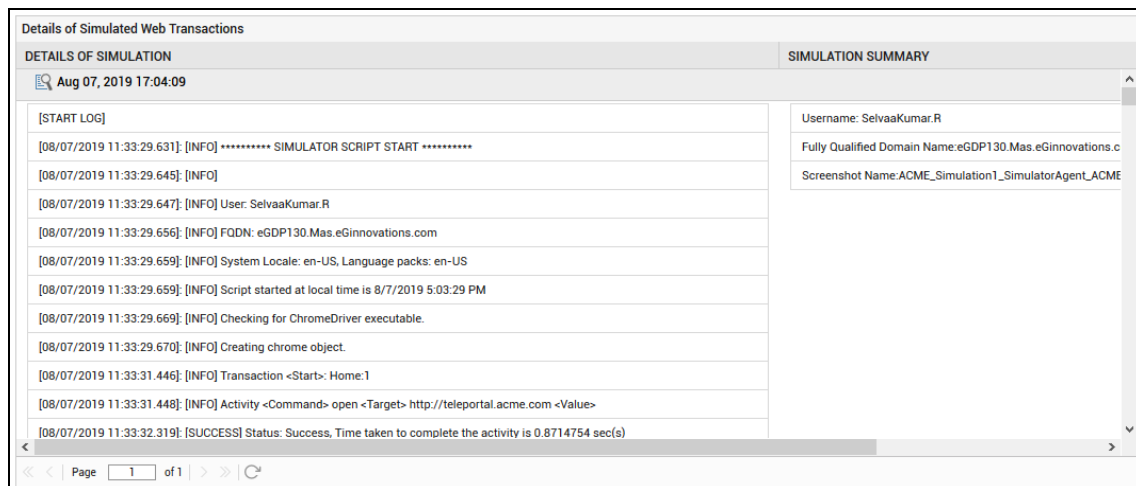 Details of Simulated Web Transactions
DETAILS OF SIMULATION
SIMULATION SUMMARY
Aug 07, 2019 17:04:09
[START LOG]
[08/07/2019 11:33:29.631]: [INFO] ********** SIMULATOR SCRIPT START **********
[08/07/2019 11:33:29.645]: [INFO]
[08/07/2019 11:33:29.647]: [INFO] User: SelvaaKumar.R
[08/07/2019 11:33:29.656]: [INFO] FQDN: eGDP130.Mas.eGinnovations.com
[08/07/2019 11:33:29.659]: [INFO] System Locale: en-US, Language packs: en-US
[08/07/2019 11:33:29.659]: [INFO] Script started at local time is 8/7/2019 5:03:29 PM
[08/07/2019 11:33:29.669]: [INFO] Checking for ChromeDriver executable.
[08/07/2019 11:33:29.670]: [INFO] Creating chrome object.
[08/07/2019 11:33:31.446]: [INFO] Transaction <Start>: Home:1
[08/07/2019 11:33:31.448]: [INFO] Activity <Command> open <Target> http://teleportal.acme.com <Value>
[08/07/2019 11:33:32.319]: [SUCCESS] Status: Success, Time taken to complete the activity is 0.8714754 sec(s)
Username: SelvaaKumar.R
Fully Qualified Domain Name:eGDP130.Mas.eGinnovations.c
Screenshot Name:ACME_Simulation1_SimulatorAgent_ACME
Page 1 of 1